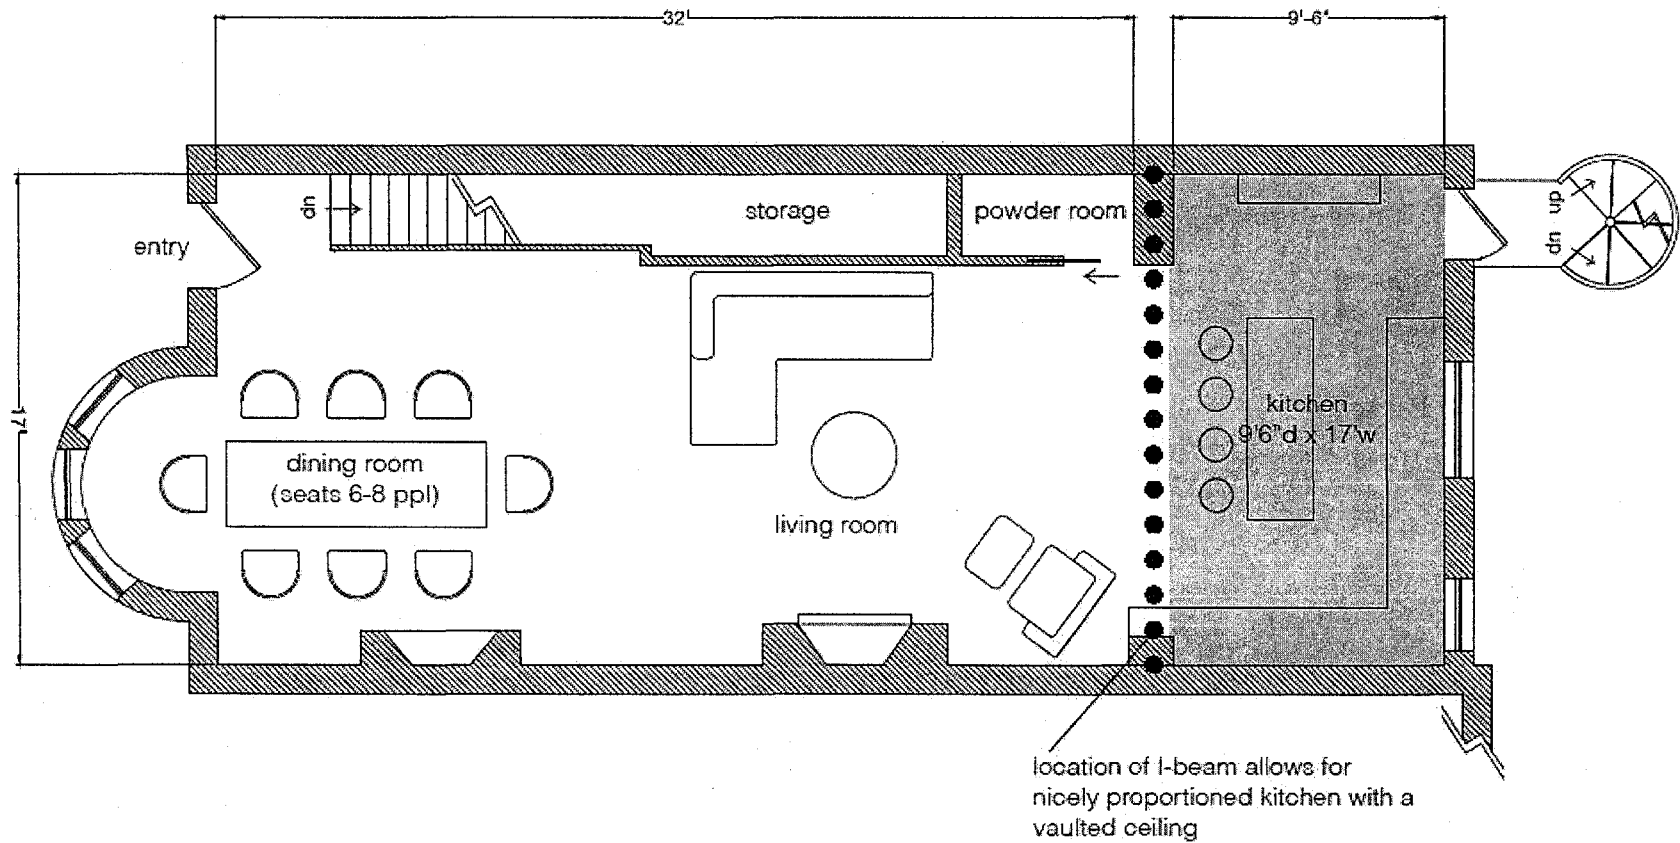 32'
9'-6"
dn
storage
powder room
up
entry
dn
17'
kitchen
9'6"d x 17'w
dining room
(seats 6-8 ppl)
living room
location of I-beam allows for
nicely proportioned kitchen with a
vaulted ceiling